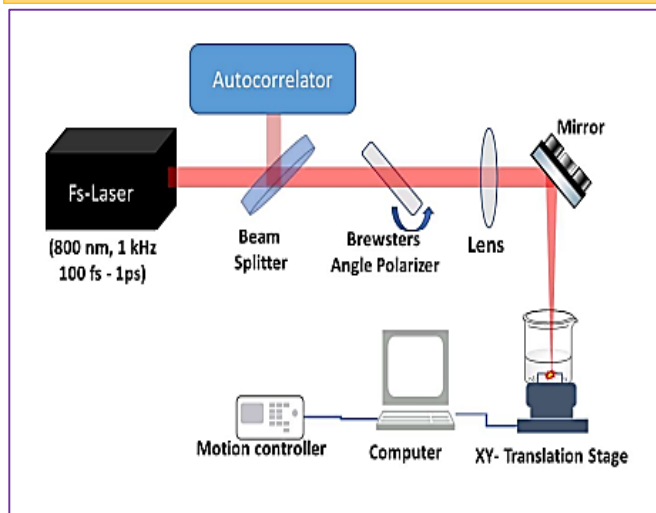 Autocorrelator
Mirror
Fs-Laser
(800 nm, 1 kHz
100 fs - 1ps)
Beam
Splitter
Brewsters
Angle Polarizer
Lens
Motion controller
Computer
XY- Translation Stage